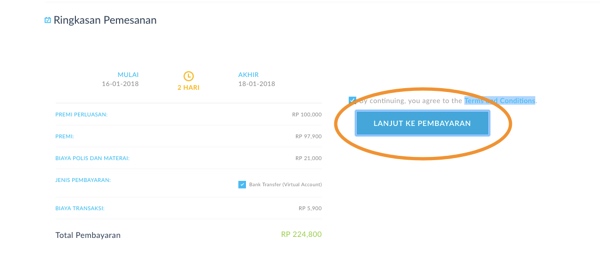 Ringkasan Pemesanan
MULAI
16-01-2018
2 HARI
AKHIR
18-01-2018
PREMI PERLUASAN: RP 100,000
PREMI: RP 97,900
BIAYA POLIS DAN MATERAI: RP 21,000
JENIS PEMBAYARAN:
Bank Transfer (Virtual Account)
BIAYA TRANSAKSI: RP 5,900
Total Pembayaran RP 224,800
By continuing, you agree to the Terms and Conditions.
LANJUT KE PEMBAYARAN